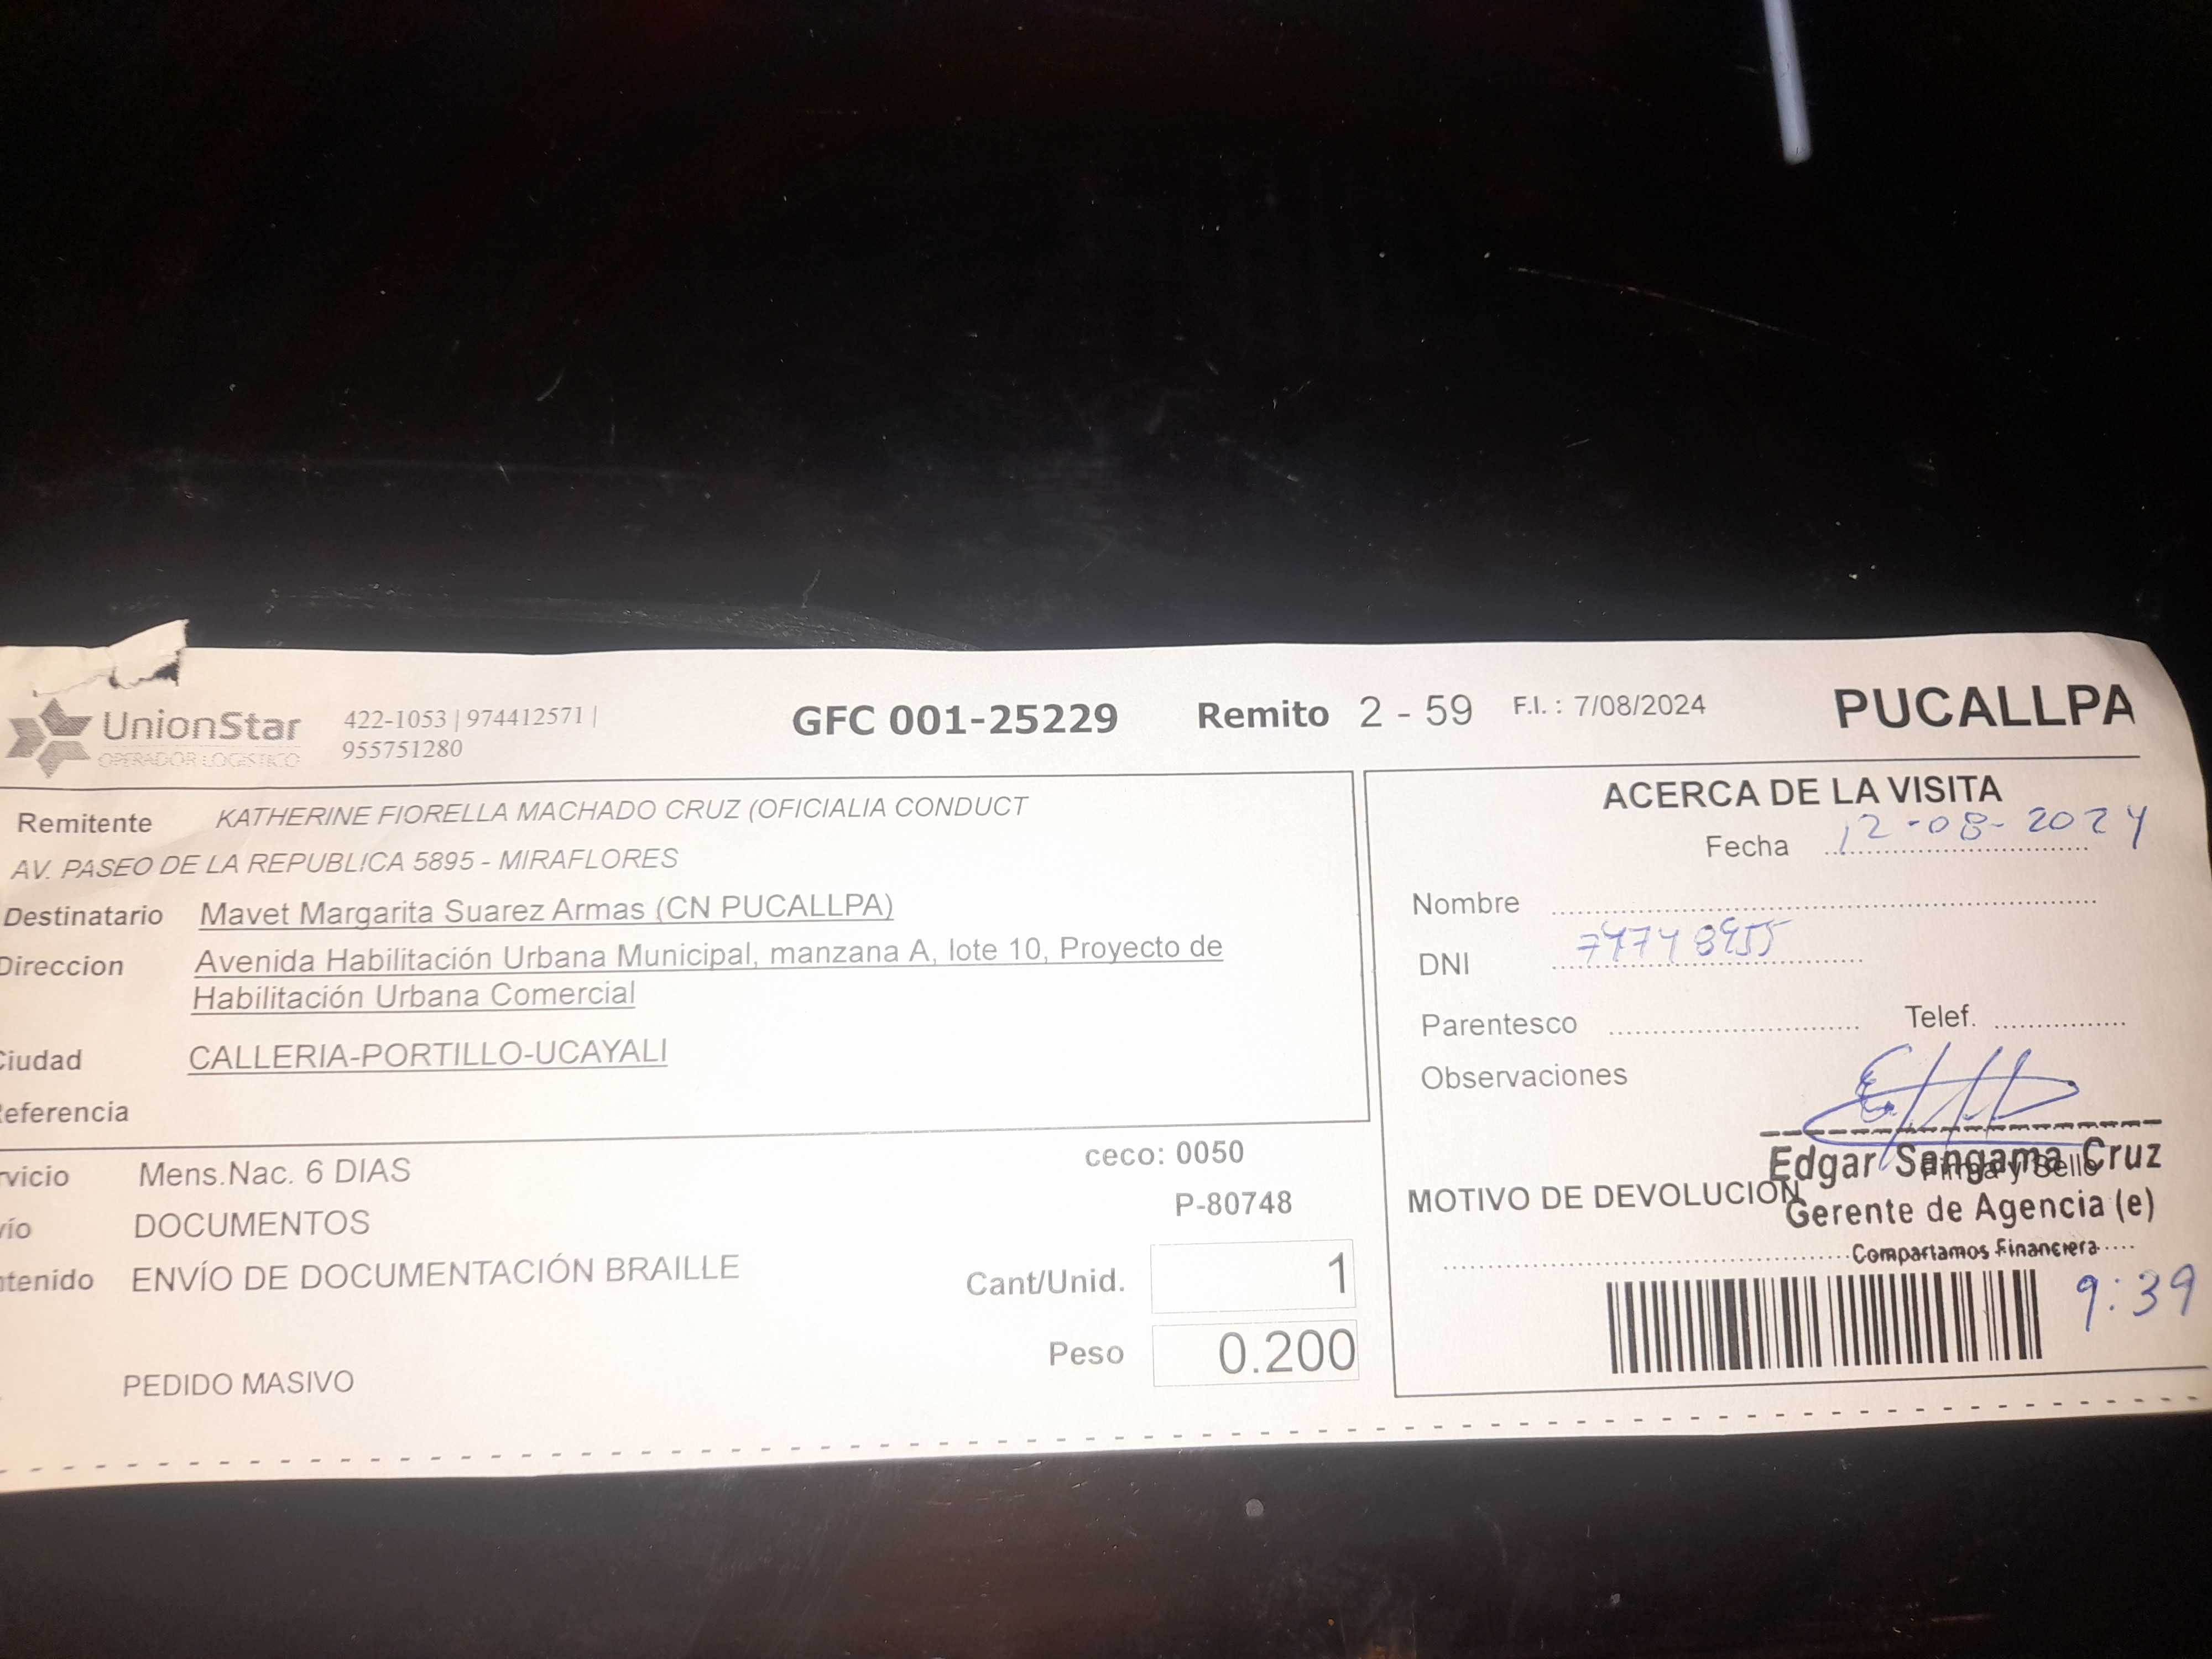 UnionStar
OPERADOR LOGISTICO
422-1053 | 974412571 |
955751280
GFC 001-25229
Remito 2 - 59
F.I. : 7/08/2024
PUCALLPA
Remitente KATHERINE FIORELLA MACHADO CRUZ (OFICIALIA CONDUCT
AV. PASEO DE LA REPUBLICA 5895 - MIRAFLORES
Destinatario Mavet Margarita Suarez Armas (CN PUCALLPA)
Direccion Avenida Habilitación Urbana Municipal, manzana A, lote 10, Proyecto de
Habilitación Urbana Comercial
Ciudad CALLERIA-PORTILLO-UCAYALI
eferencia
rvicio Mens.Nac. 6 DIAS
ceco: 0050
P-80748
ío DOCUMENTOS
tenido ENVÍO DE DOCUMENTACIÓN BRAILLE
Cant/Unid. 1
Peso 0.200
PEDIDO MASIVO
ACERCA DE LA VISITA
Fecha 12-08-2024
Nombre
DNI
Parentesco Telef.
Observaciones
Edgar Sangama Cruz
Firma y Sello
MOTIVO DE DEVOLUCION
Gerente de Agencia (e)
Compartamos Financiera
9:39